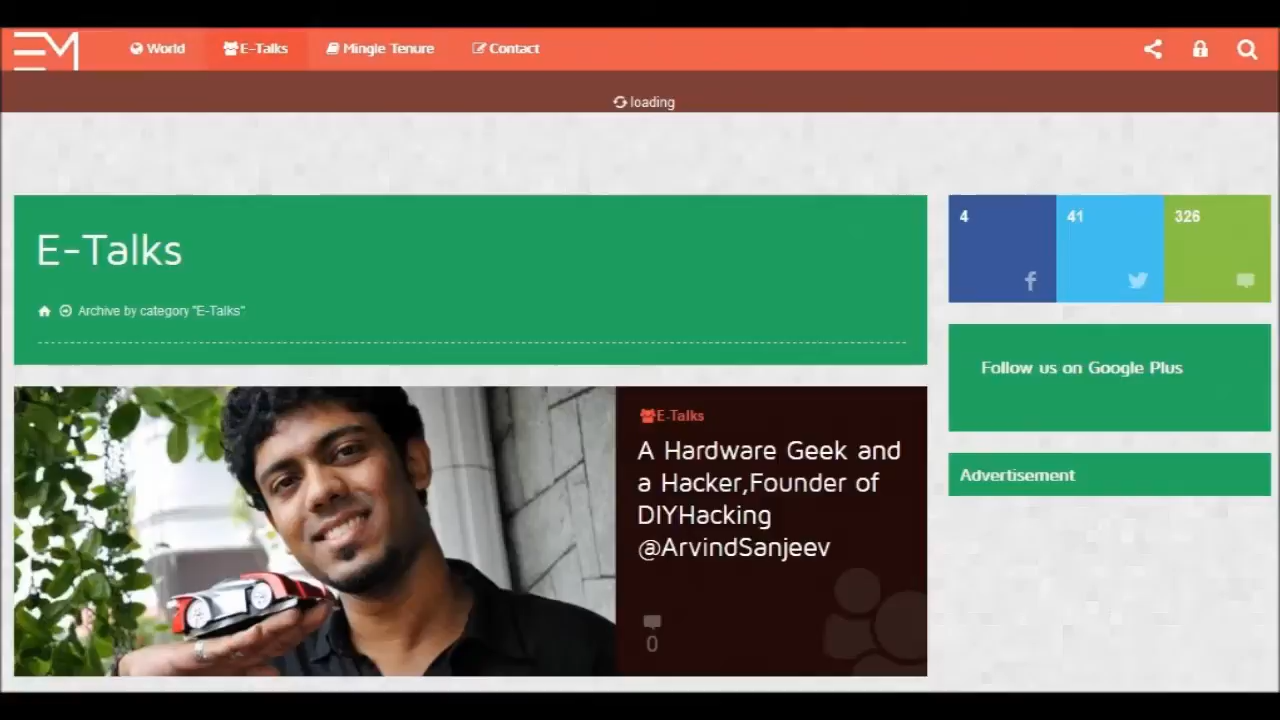 EM
World
E-Talks
Mingle Tenure
Contact
loading
E-Talks
Archive by category "E-Talks"
4
41
326
Follow us on Google Plus
Advertisement
E-Talks
A Hardware Geek and
a Hacker,Founder of
DIYHacking
@ArvindSanjeev
0